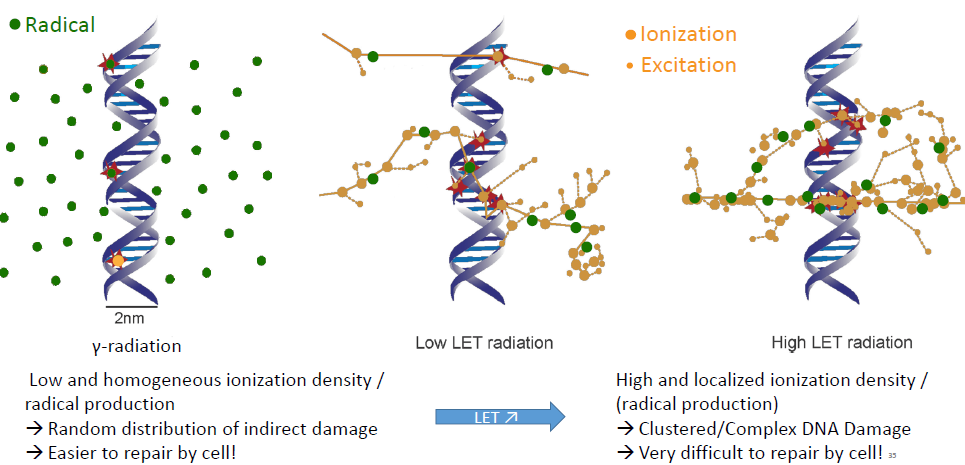 Radical
Ionization
Excitation
2nm
γ-radiation
Low LET radiation
High LET radiation
Low and homogeneous ionization density /
radical production
→ Random distribution of indirect damage
→ Easier to repair by cell!
LET ↗
High and localized ionization density /
(radical production)
→ Clustered/Complex DNA Damage
→ Very difficult to repair by cell! 35